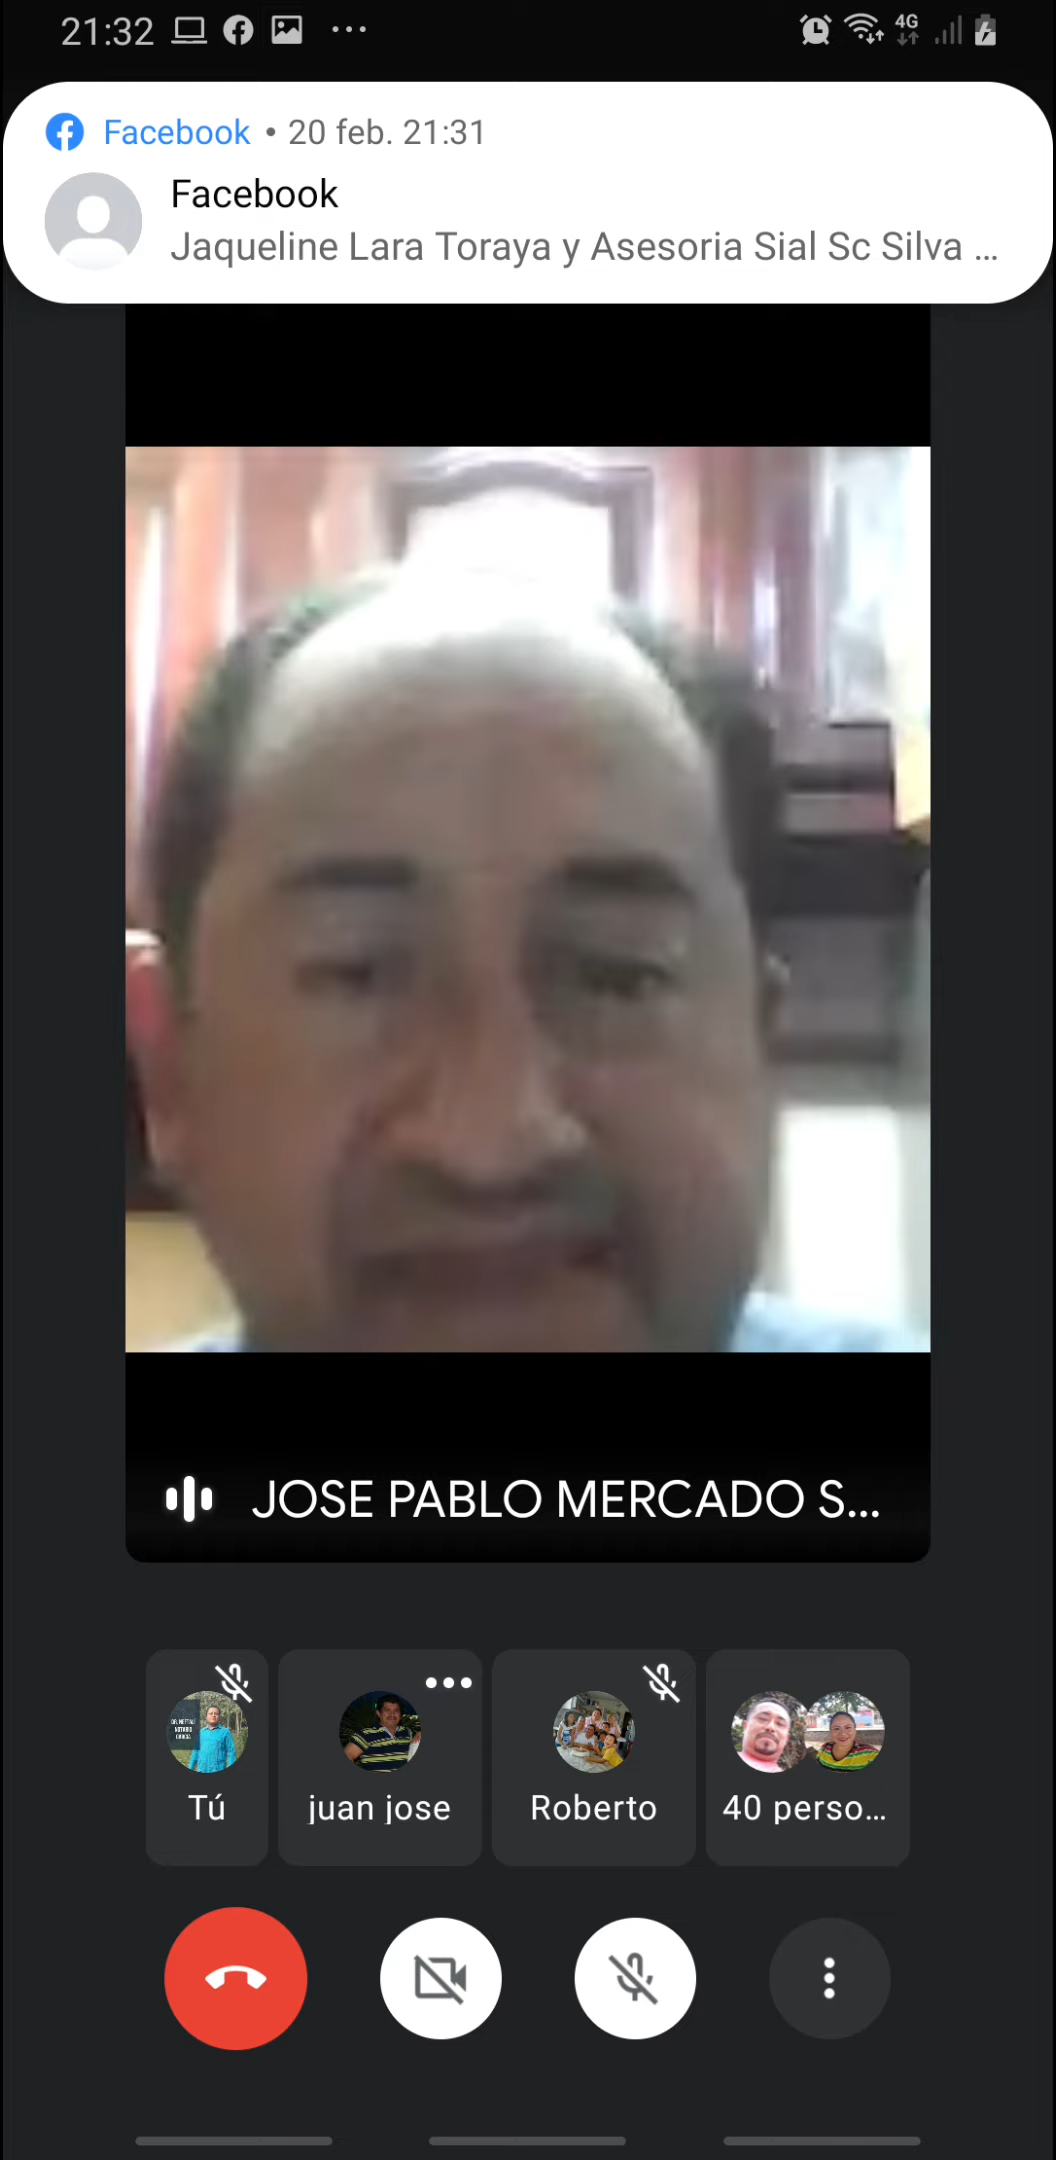 21:32
4G
Facebook • 20 feb. 21:31
Facebook
Jaqueline Lara Toraya y Asesoria Sial Sc Silva ...
JOSE PABLO MERCADO S...
Tú
juan jose
Roberto
40 perso...